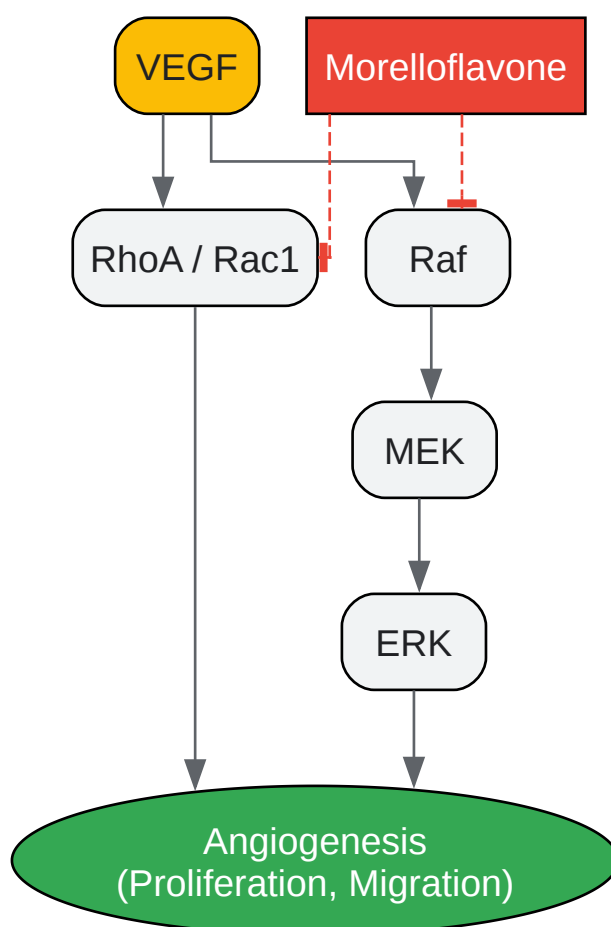 VEGF
Morelloflavone
RhoA / Rac1
Raf
MEK
ERK
Angiogenesis
(Proliferation, Migration)